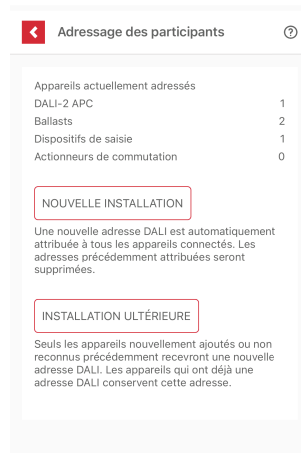 Adressage des participants
Appareils actuellement adressés
DALI-2 APC 1
Ballasts 2
Dispositifs de saisie 1
Actionneurs de commutation 0
NOUVELLE INSTALLATION
Une nouvelle adresse DALI est automatiquement
attribuée à tous les appareils connectés. Les
adresses précédemment attribuées seront
supprimées.
INSTALLATION ULTÉRIEURE
Seuls les appareils nouvellement ajoutés ou non
reconnus précédemment recevront une nouvelle
adresse DALI. Les appareils qui ont déjà une
adresse DALI conservent cette adresse.